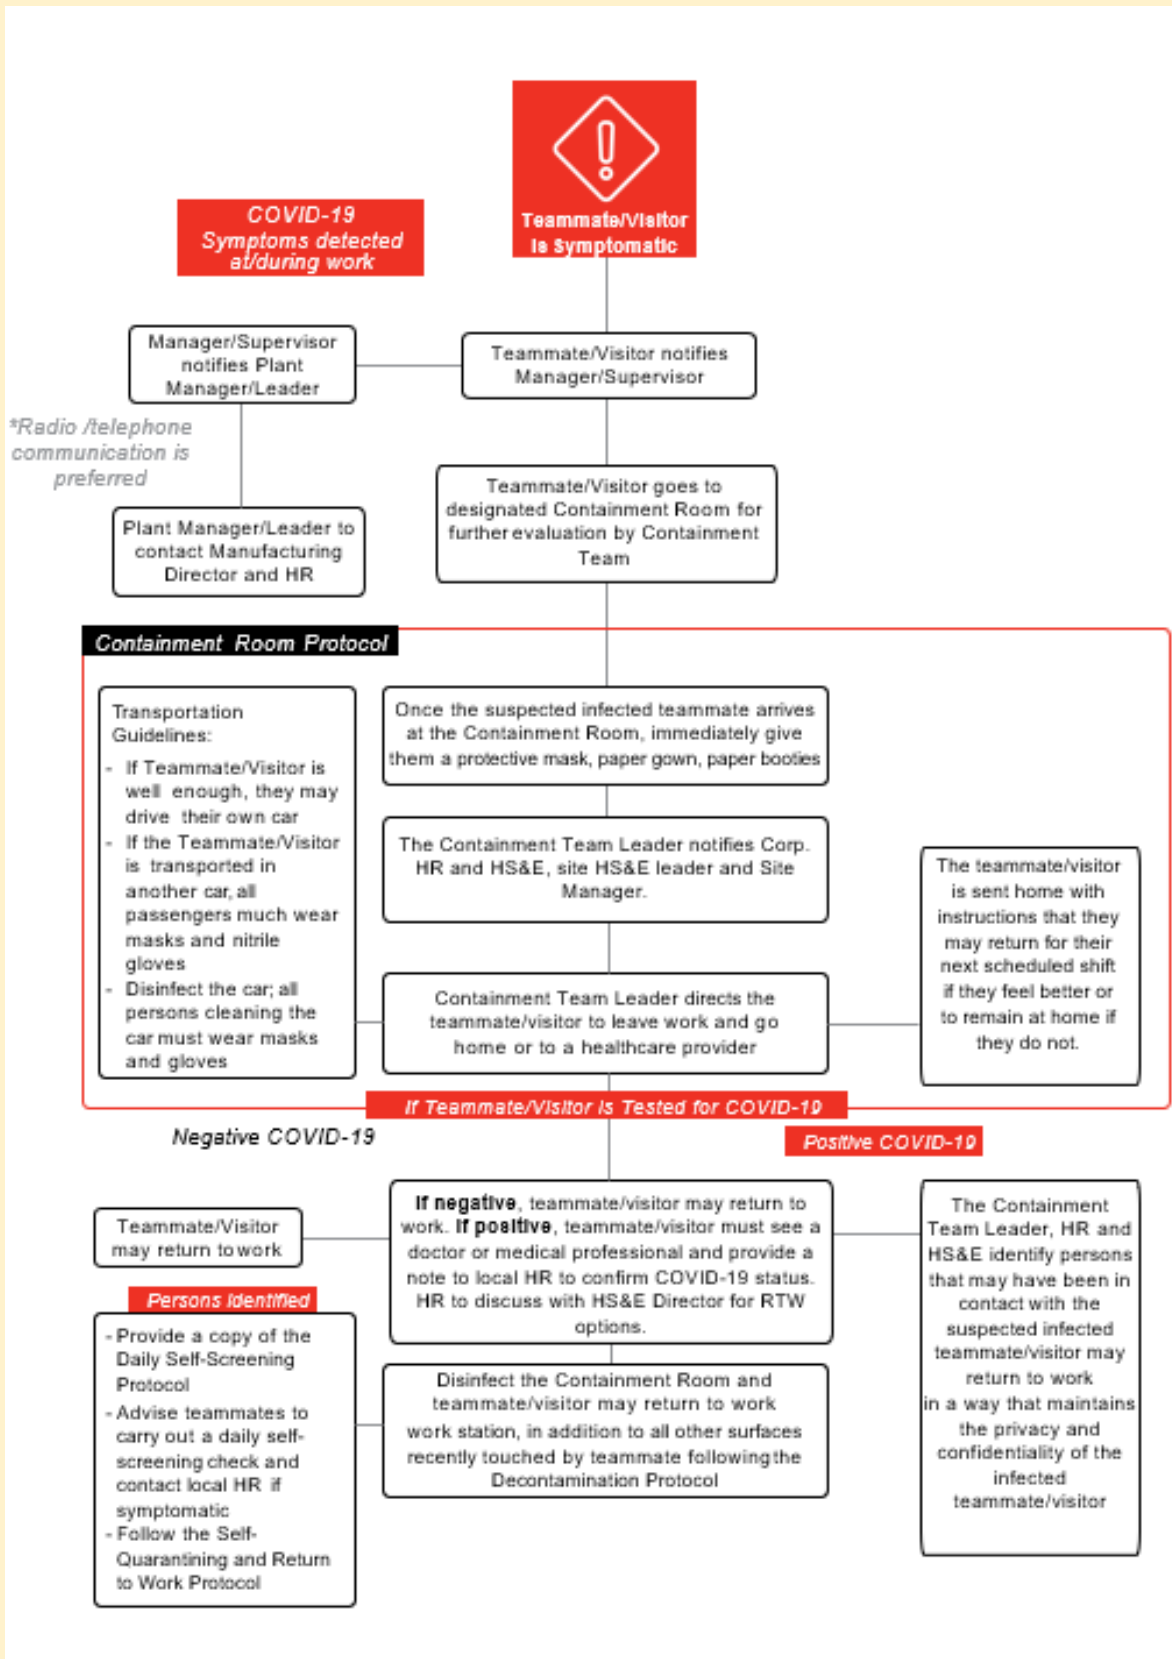 Teammate/Visitor
is Symptomatic
COVID-19
Symptoms detected
at/during work
Manager/Supervisor
notifies Plant
Manager/Leader
Teammate/Visitor notifies
Manager/Supervisor
*Radio /telephone
communication is
preferred
Plant Manager/Leader to
contact Manufacturing
Director and HR
Teammate/Visitor goes to
designated Containment Room for
further evaluation by Containment
Team
Containment Room Protocol
Transportation
Guidelines:
- If Teammate/Visitor is
well enough, they may
drive their own car
- If the Teammate/Visitor
is transported in
another car, all
passengers much wear
masks and nitrile
gloves
- Disinfect the car; all
persons cleaning the
car must wear masks
and gloves
Once the suspected infected teammate arrives
at the Containment Room, immediately give
them a protective mask, paper gown, paper booties
The Containment Team Leader notifies Corp.
HR and HS&E, site HS&E leader and Site
Manager.
Containment Team Leader directs the
teammate/visitor to leave work and go
home or to a healthcare provider
The teammate/visitor
is sent home with
instructions that they
may return for their
next scheduled shift
if they feel better or
to remain at home if
they do not.
If Teammate/Visitor is Tested for COVID-19
Negative COVID-19
Positive COVID-19
Teammate/Visitor
may return to work
If negative, teammate/visitor may return to
work. If positive, teammate/visitor must see a
doctor or medical professional and provide a
note to local HR to confirm COVID-19 status.
HR to discuss with HS&E Director for RTW
options.
The Containment
Team Leader, HR and
HS&E identify persons
that may have been in
contact with the
suspected infected
teammate/visitor may
return to work
in a way that maintains
the privacy and
confidentiality of the
infected
teammate/visitor
Persons Identified
- Provide a copy of the
Daily Self-Screening
Protocol
- Advise teammates to
carry out a daily self-
screening check and
contact local HR if
symptomatic
- Follow the Self-
Quarantining and Return
to Work Protocol
Disinfect the Containment Room and
teammate/visitor may return to work
work station, in addition to all other surfaces
recently touched by teammate following the
Decontamination Protocol